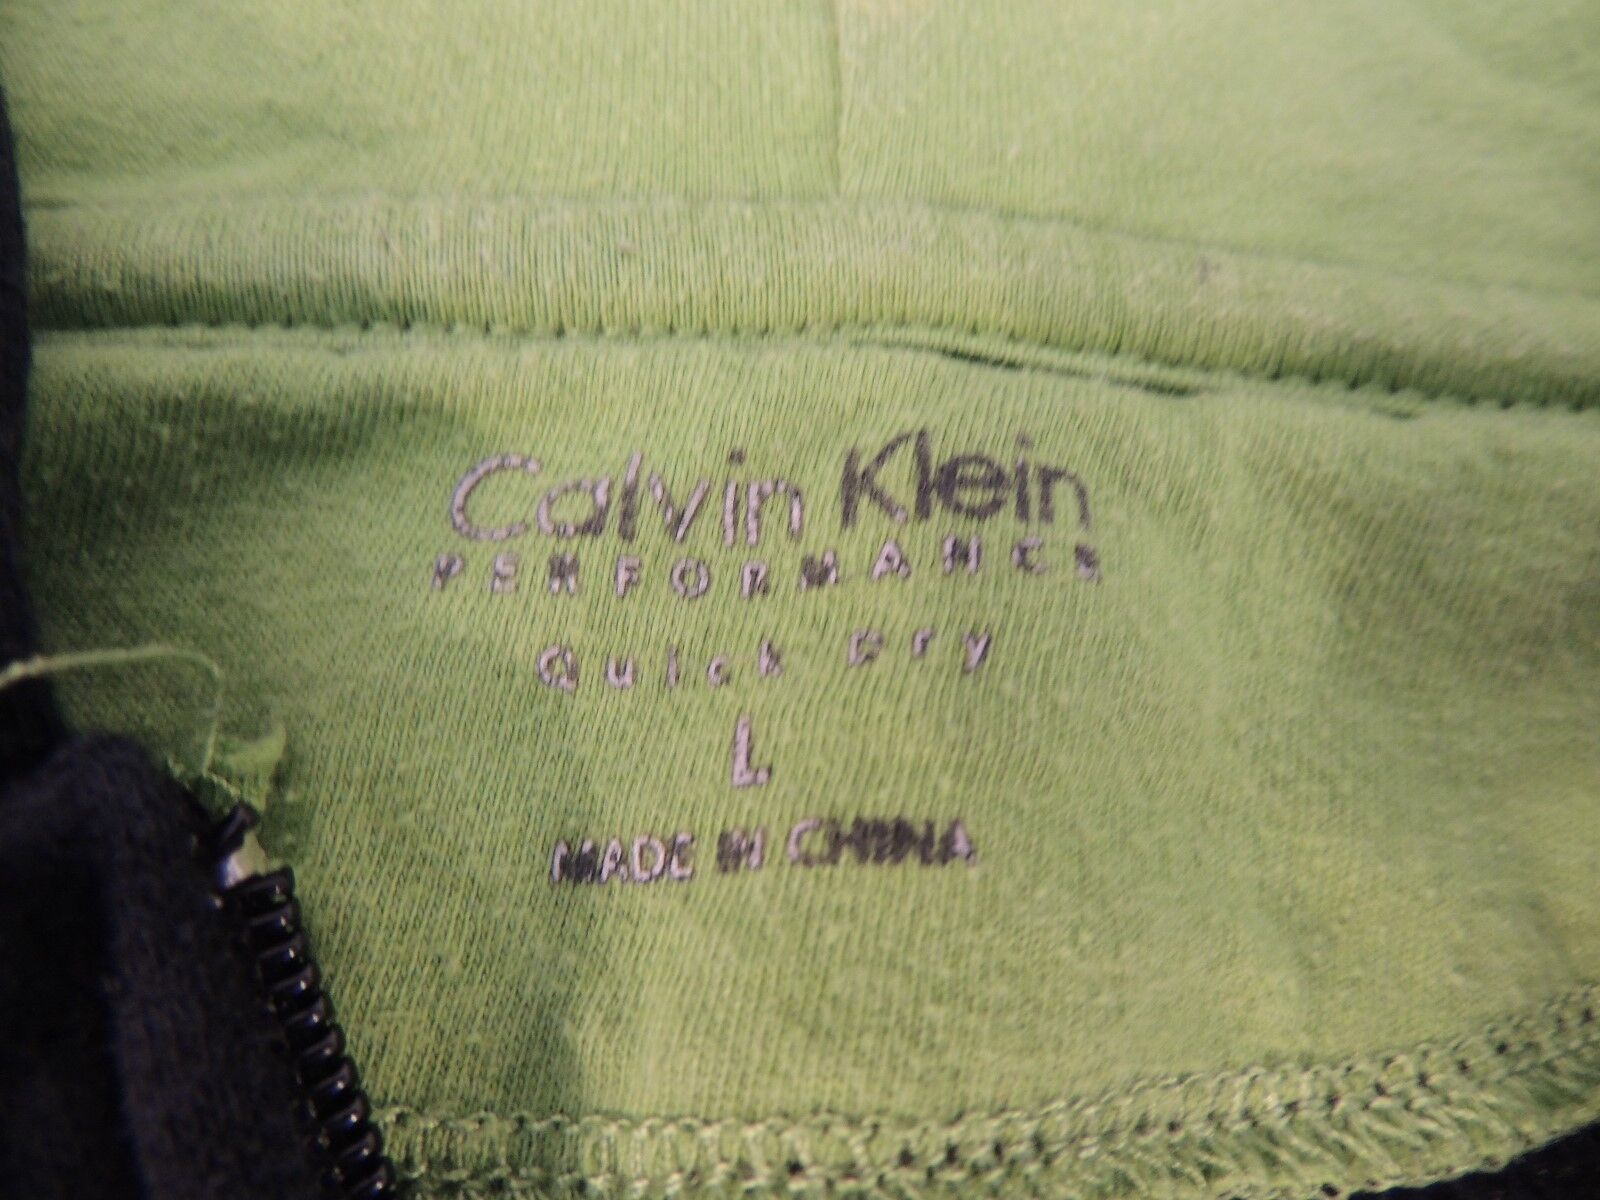 Calvin Klein
PERFORMANCE
Quick Dry
L
MADE IN CHINA